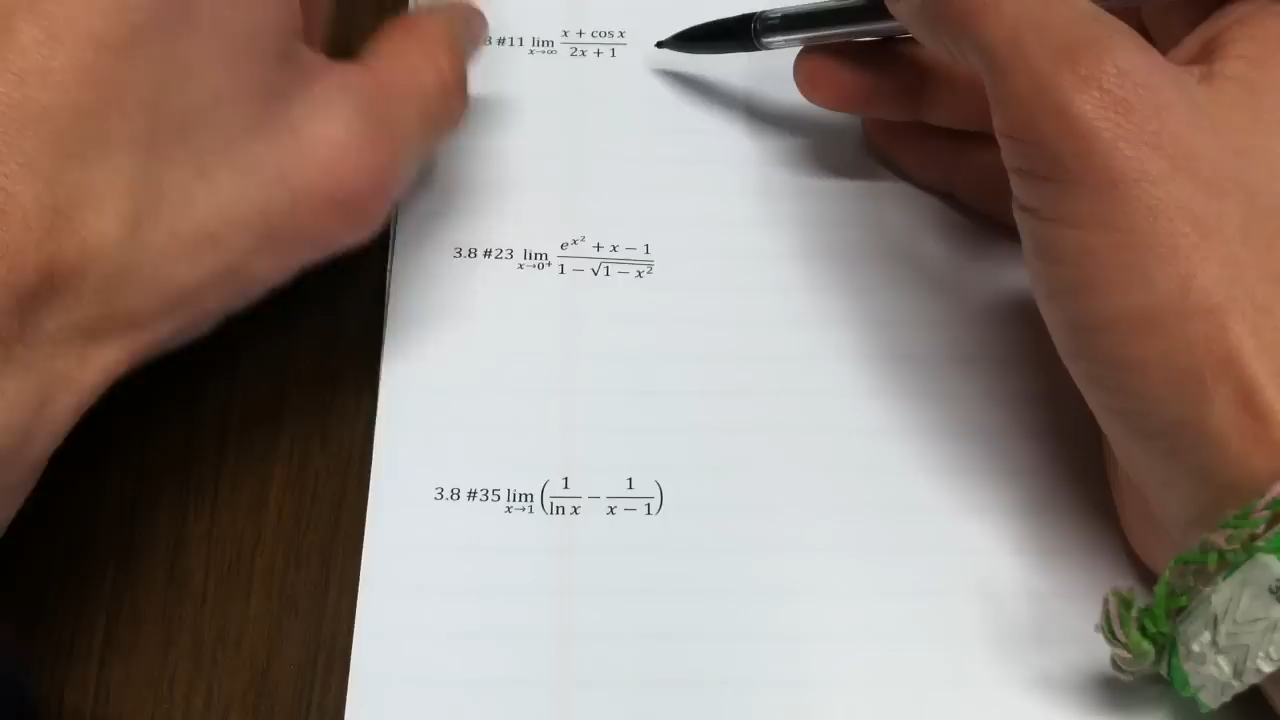 8 #11 lim x→∞ (x + cos x)/(2x + 1)
3.8 #23 lim x→0⁺ (e^{x²} + x − 1)/(1 − √(1 − x²))
3.8 #35 lim x→1 (1/ln x − 1/(x − 1))